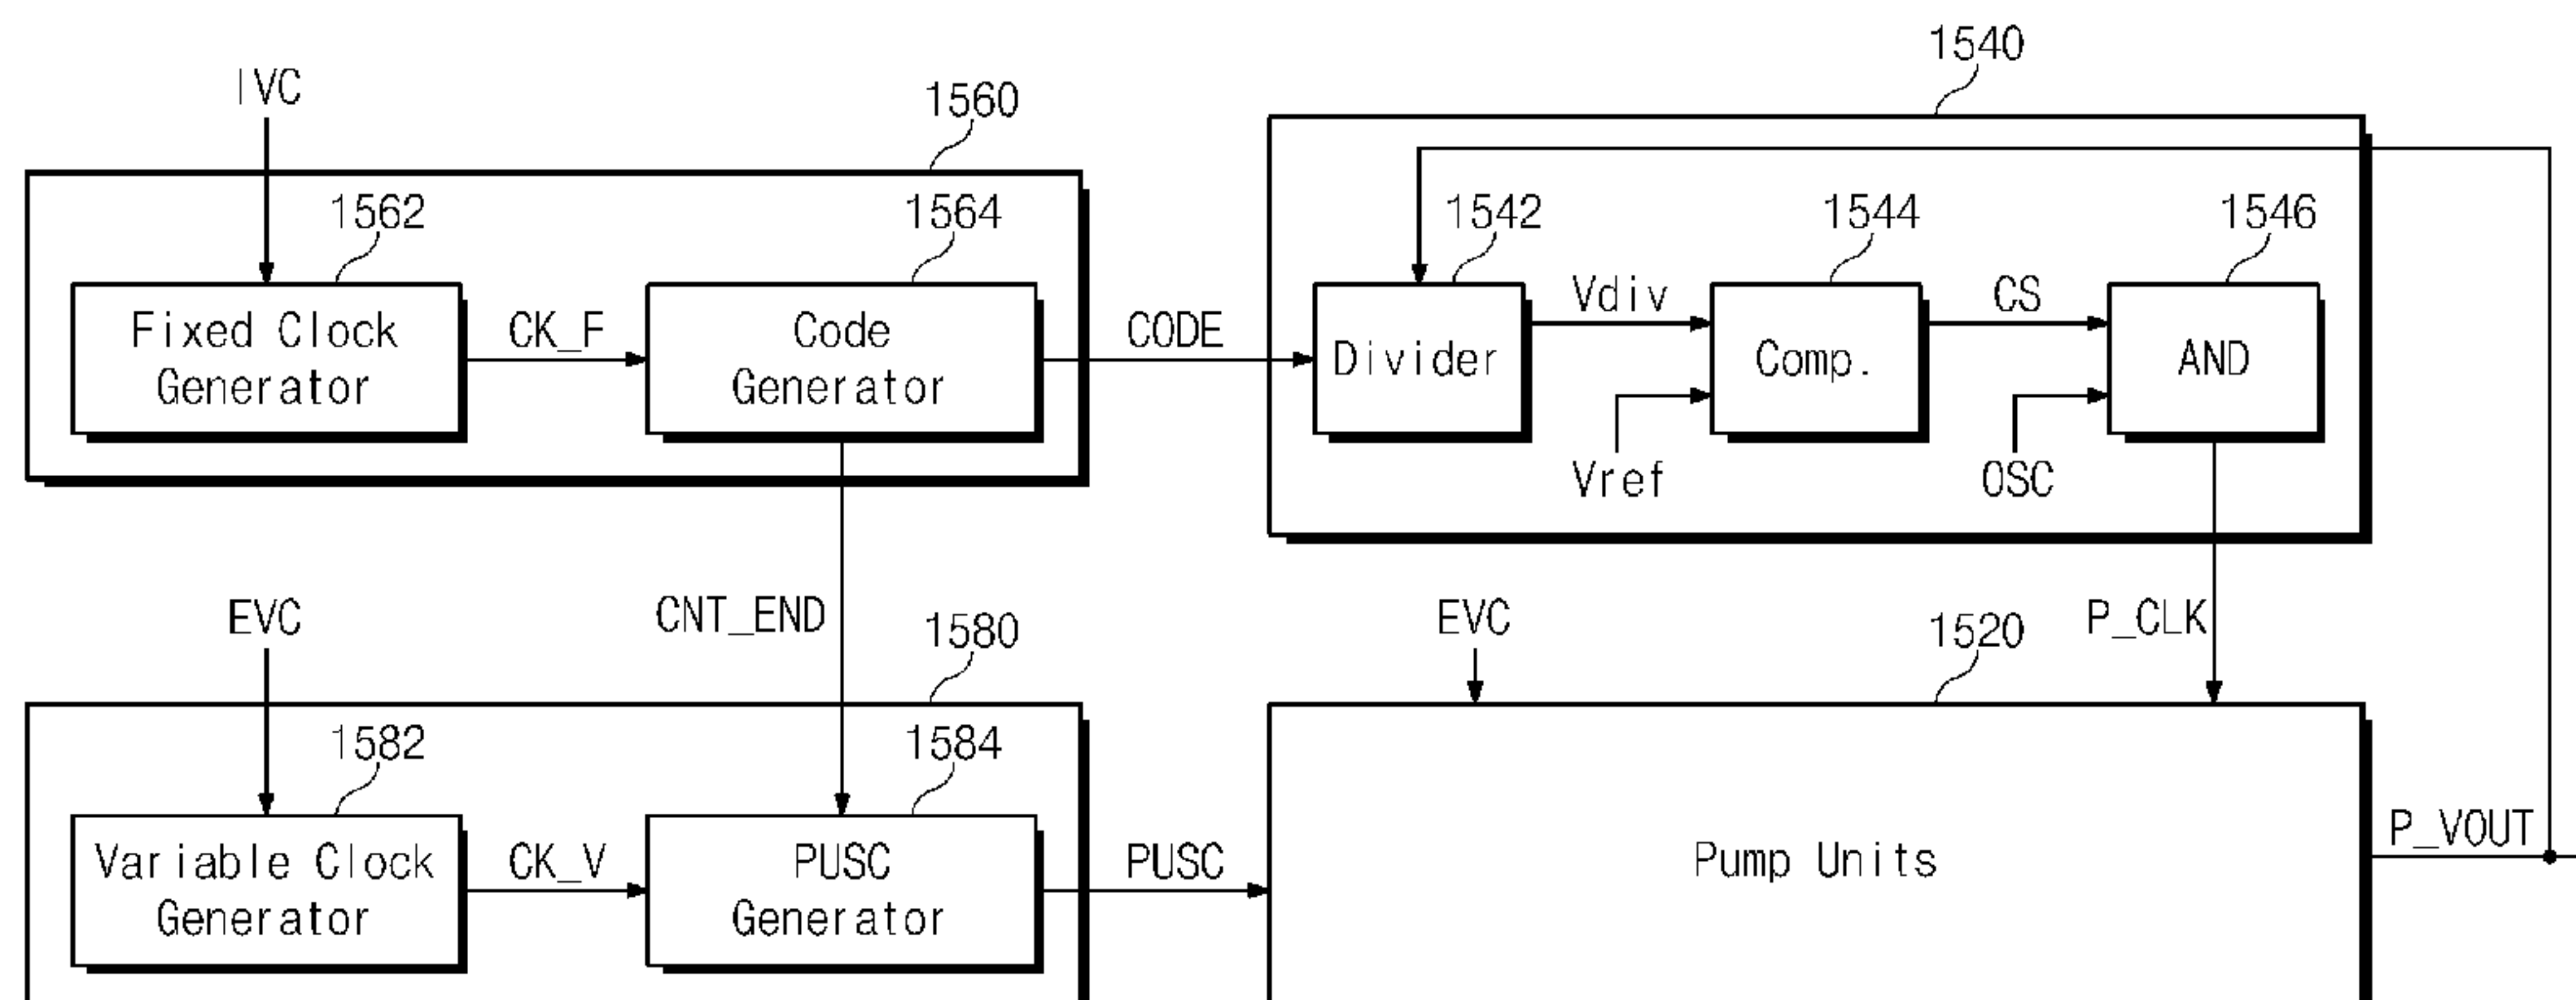 1540
IVC
1560
1562
1564
1542
1544
1546
Fixed Clock
Generator
CK_F
Code
Generator
CODE
Divider
Vdiv
Vref
Comp.
CS
OSC
AND
EVC
CNT_END
1580
EVC
1520
P_CLK
1582
1584
Variable Clock
Generator
CK_V
PUSC
Generator
PUSC
Pump Units
P_VOUT